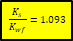 K_s / K_wf = 1.093